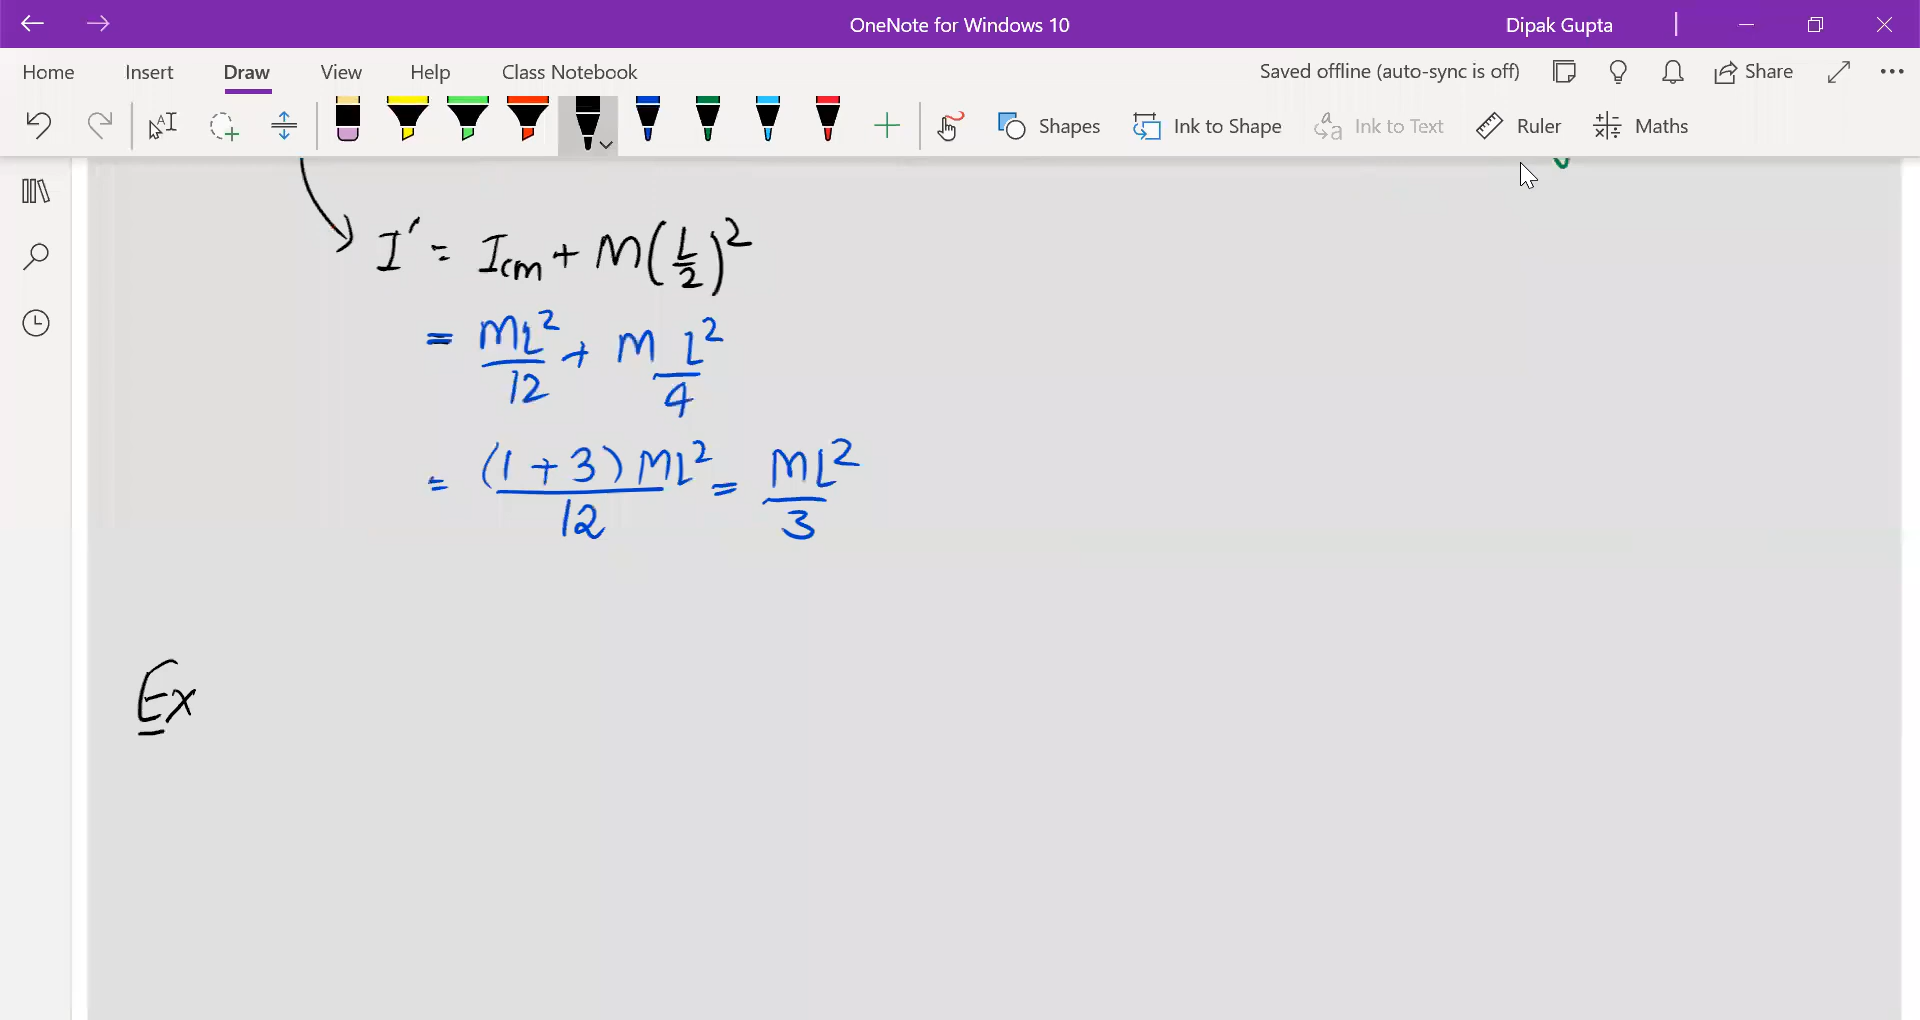 OneNote for Windows 10
Dipak Gupta
Home Insert Draw View Help Class Notebook
Saved offline (auto-sync is off) Share
Shapes Ink to Shape Ink to Text Ruler Maths
I' = Icm + M(L/2)^2
= ML^2/12 + M L^2/4
= (1+3)ML^2/12 = ML^2/3
Ex